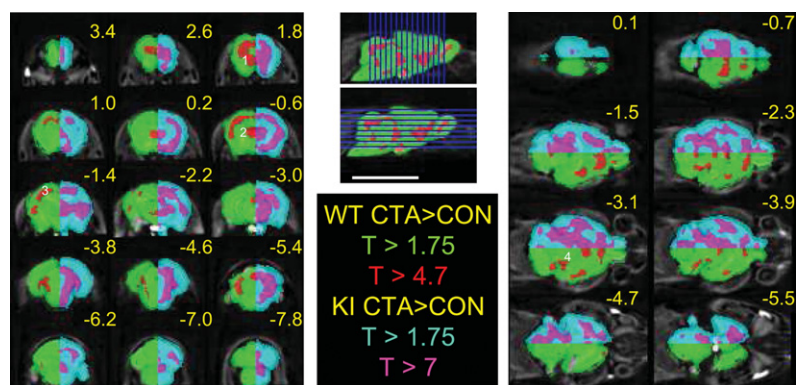 3.4 2.6 1.8
1
1.0 0.2 -0.6
2
-1.4 -2.2 -3.0
3
-3.8 -4.6 -5.4
-6.2 -7.0 -7.8
WT CTA>CON
T > 1.75
T > 4.7
KI CTA>CON
T > 1.75
T > 7
0.1 -0.7
-1.5 -2.3
-3.1 -3.9
4
-4.7 -5.5